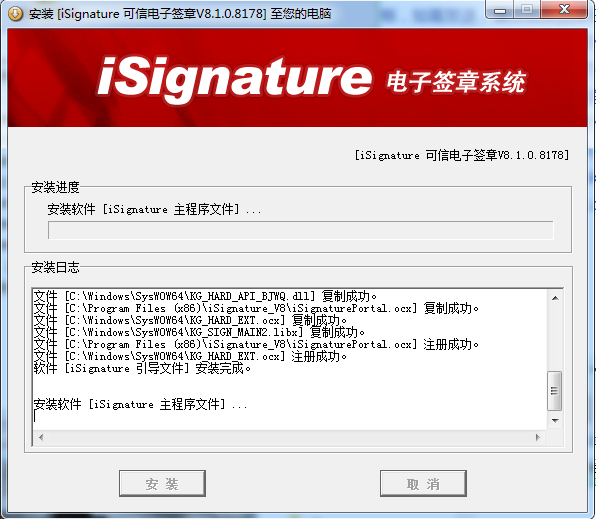 安装 [iSignature 可信电子签章V8.1.0.8178] 至您的电脑
iSignature 电子签章系统
[iSignature 可信电子签章V8.1.0.8178]
安装进度
安装软件 [iSignature 主程序文件] ...
安装日志
文件 [C:\Windows\SysWOW64\KG_HARD_API_BJWQ.dll] 复制成功。
文件 [C:\Program Files (x86)\iSignature_V8\iSignaturePortal.ocx] 复制成功。
文件 [C:\Windows\SysWOW64\KG_HARD_EXT.ocx] 复制成功。
文件 [C:\Windows\SysWOW64\KG_SIGN_MAIN2.libx] 复制成功。
文件 [C:\Program Files (x86)\iSignature_V8\iSignaturePortal.ocx] 注册成功。
文件 [C:\Windows\SysWOW64\KG_HARD_EXT.ocx] 注册成功。
软件 [iSignature 引导文件] 安装完成。
安装软件 [iSignature 主程序文件] ...
安 装
取 消